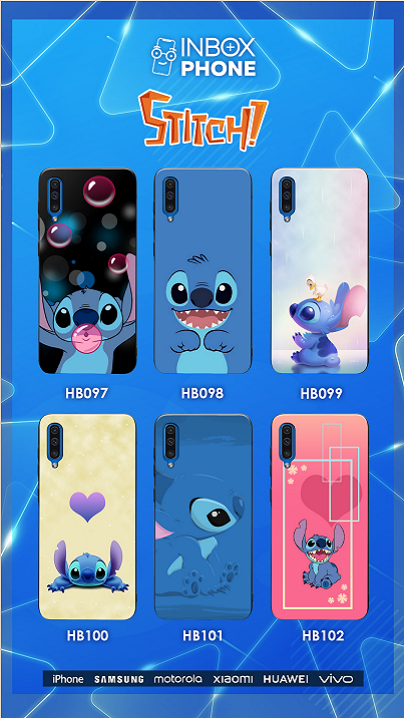 INBOX
PHONE
STITCH!
HB097 HB098 HB099
HB100 HB101 HB102
iPhone SAMSUNG motorola xiaomi HUAWEI vivo